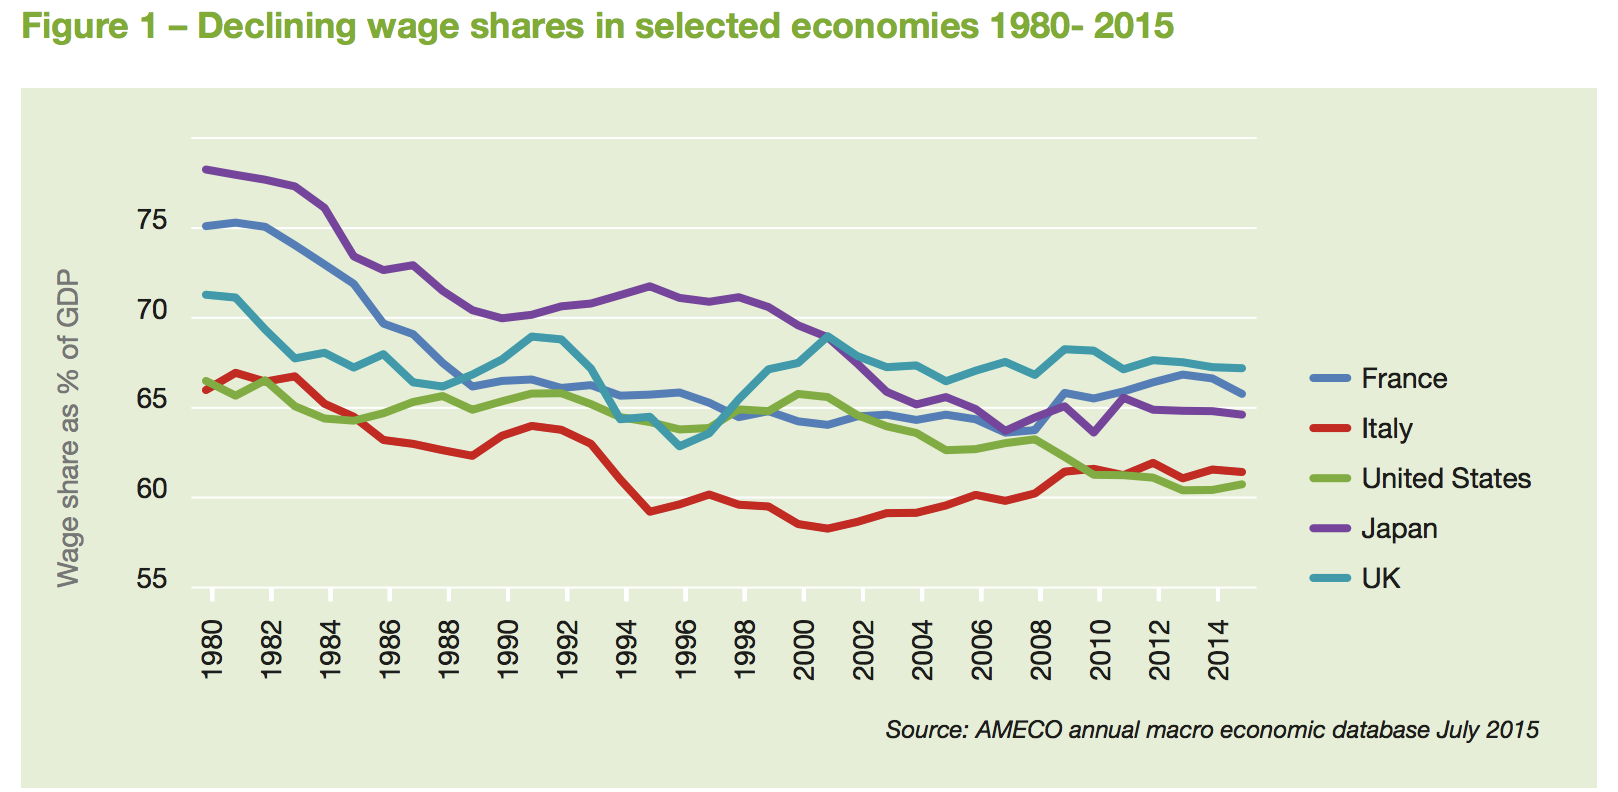 Figure 1 – Declining wage shares in selected economies 1980- 2015
Wage share as % of GDP
75
70
65
60
55
1980
1982
1984
1986
1988
1990
1992
1994
1996
1998
2000
2002
2004
2006
2008
2010
2012
2014
France
Italy
United States
Japan
UK
Source: AMECO annual macro economic database July 2015